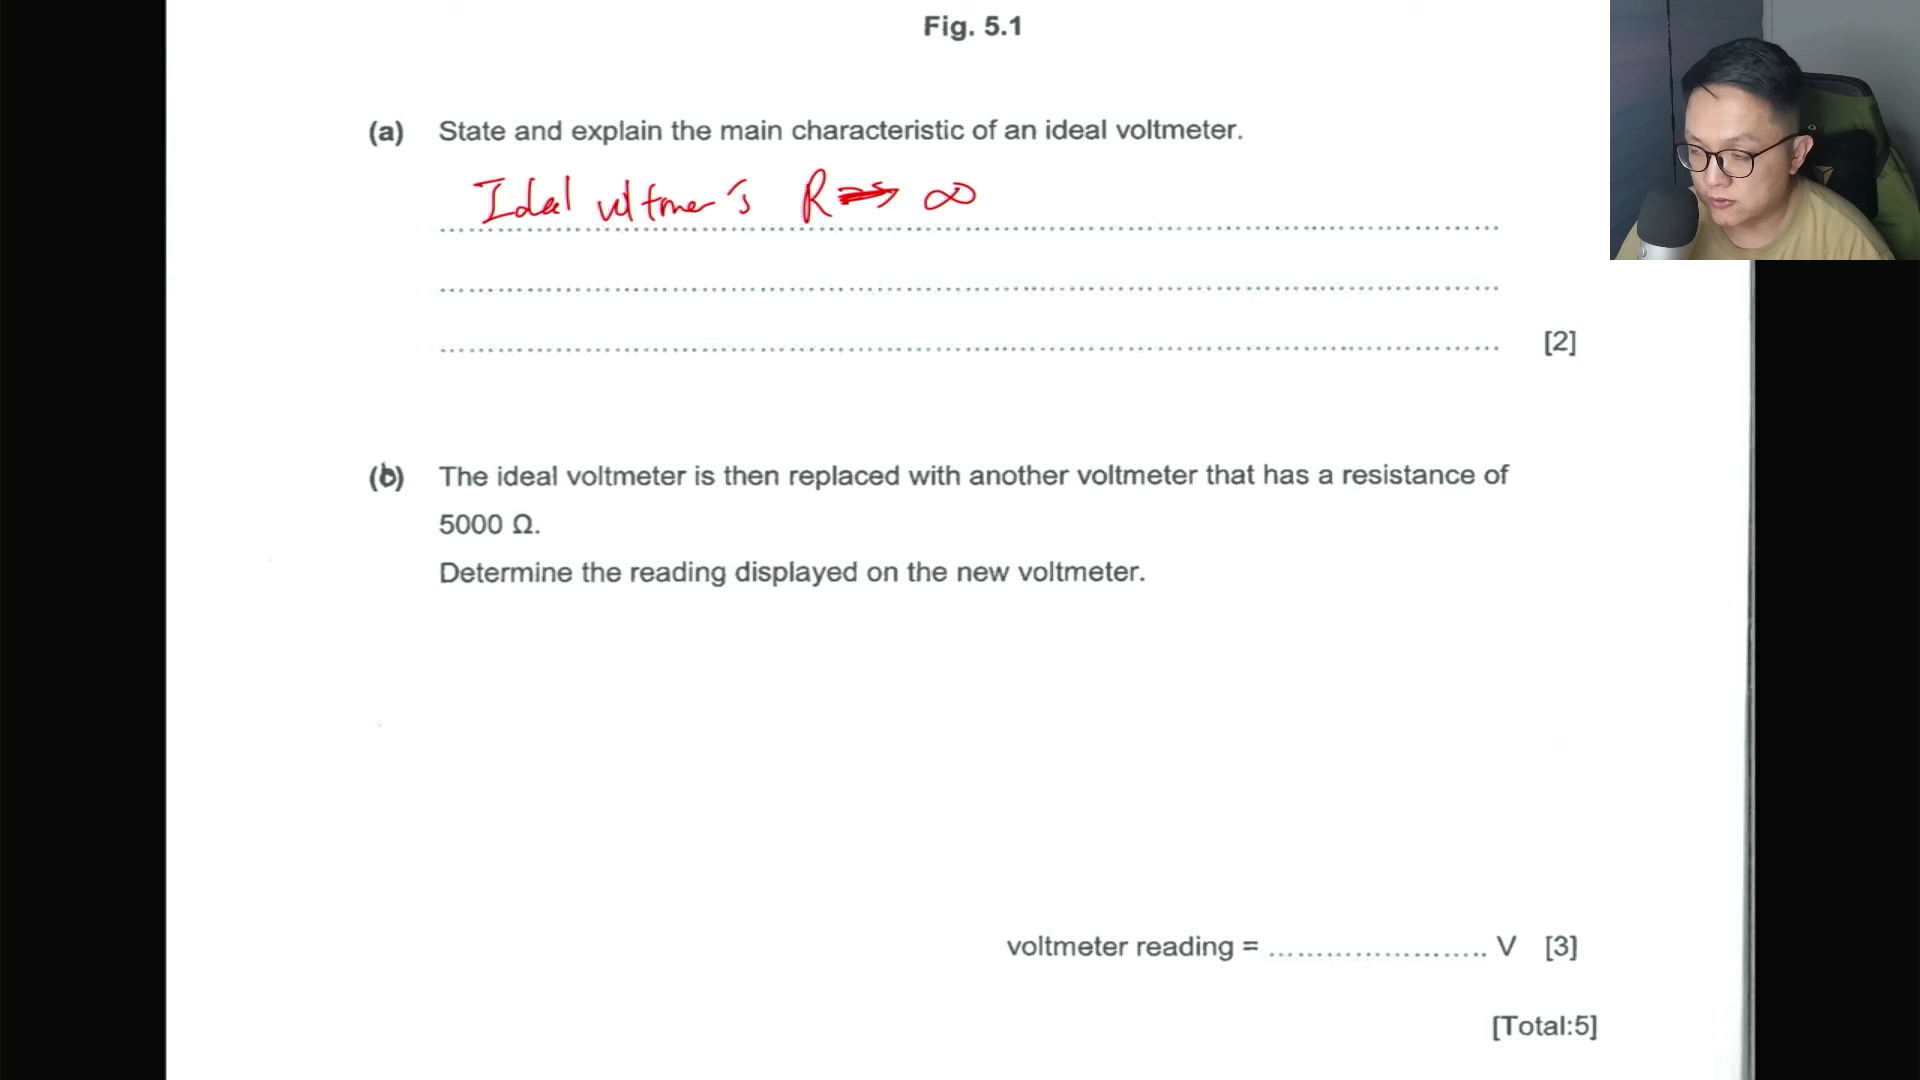 Fig. 5.1
(a) State and explain the main characteristic of an ideal voltmeter.
Ideal voltmer's R → ∞
[2]
(b) The ideal voltmeter is then replaced with another voltmeter that has a resistance of
5000 Ω.
Determine the reading displayed on the new voltmeter.
voltmeter reading = ........................ V [3]
[Total:5]